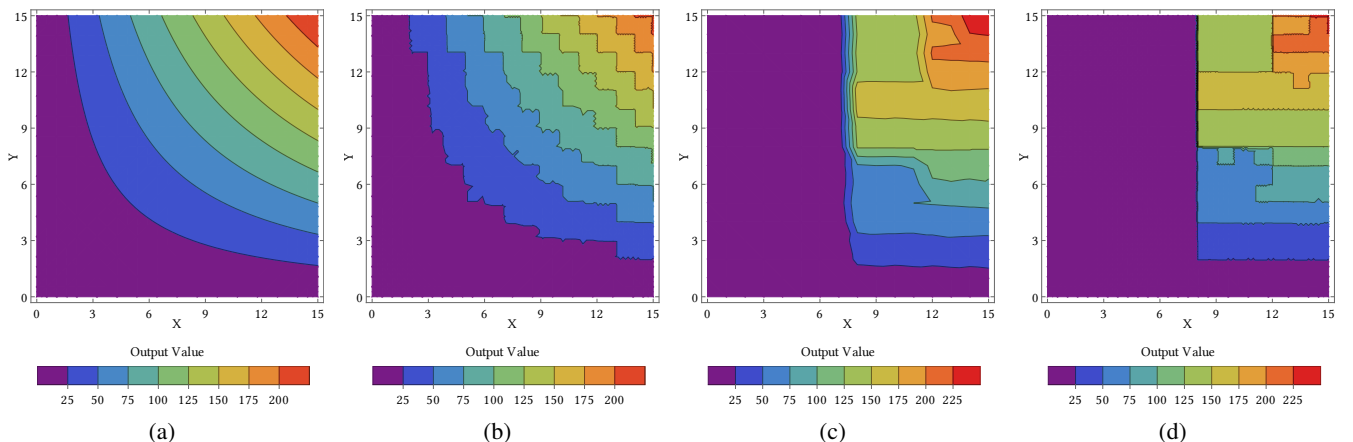 15 15 15 15
12 12 12 12
9 9 9 9
Y Y Y Y
6 6 6 6
3 3 3 3
0 0 0 0
0 3 6 9 12 15 0 3 6 9 12 15 0 3 6 9 12 15 0 3 6 9 12 15
X X X X
Output Value Output Value Output Value Output Value
25 50 75 100 125 150 175 200 25 50 75 100 125 150 175 200 25 50 75 100 125 150 175 200 225 25 50 75 100 125 150 175 200 225
(a) (b) (c) (d)